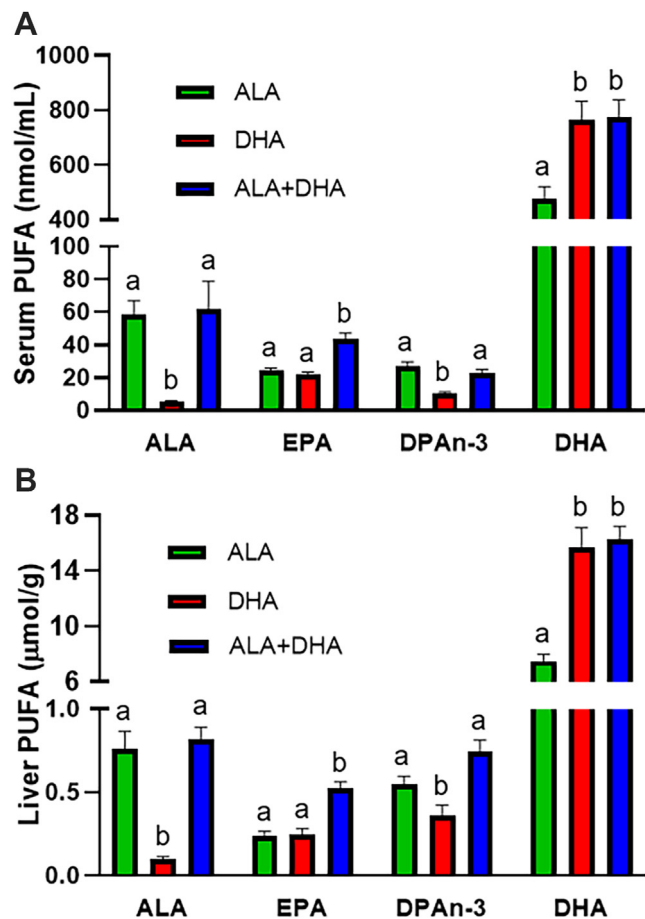 A
Serum PUFA (nmol/mL)
1000
800
600
400
100
80
60
40
20
0
ALA
DHA
ALA+DHA
a
b
a
a
a
b
a
b
a
a
b
b
ALA EPA DPAn-3 DHA
B
Liver PUFA (μmol/g)
18
14
10
6
1.0
0.5
0.0
ALA
DHA
ALA+DHA
a
b
a
a
a
b
a
b
a
a
b
b
ALA EPA DPAn-3 DHA